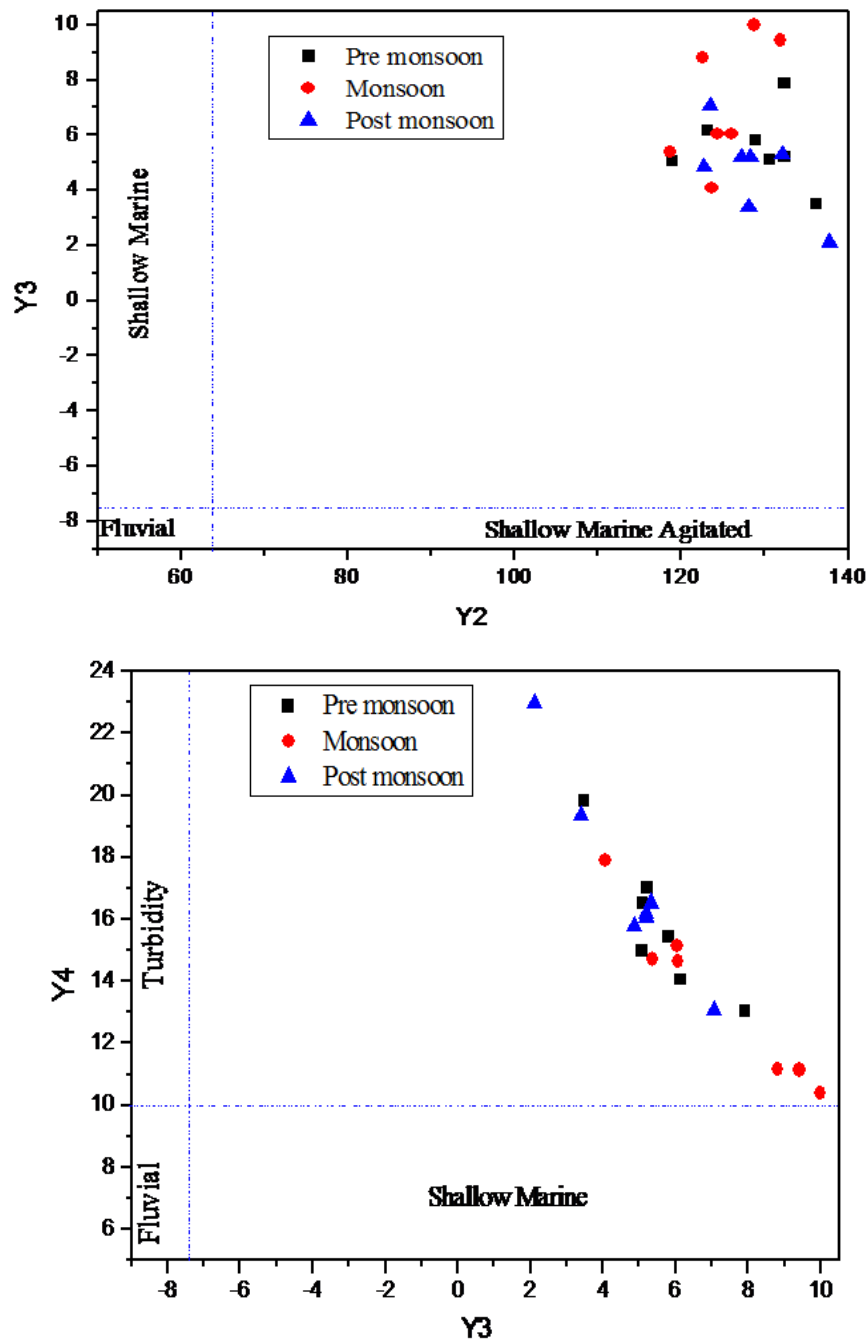 10
8
6
4
2
0
-2
-4
-6
-8
Y3
Pre monsoon
Monsoon
Post monsoon
Shallow Marine
Fluvial
Shallow Marine Agitated
60
80
100
120
140
Y2
24
22
20
18
16
14
12
10
8
6
Y4
Pre monsoon
Monsoon
Post monsoon
Turbidity
Fluvial
Shallow Marine
-8
-6
-4
-2
0
2
4
6
8
10
Y3